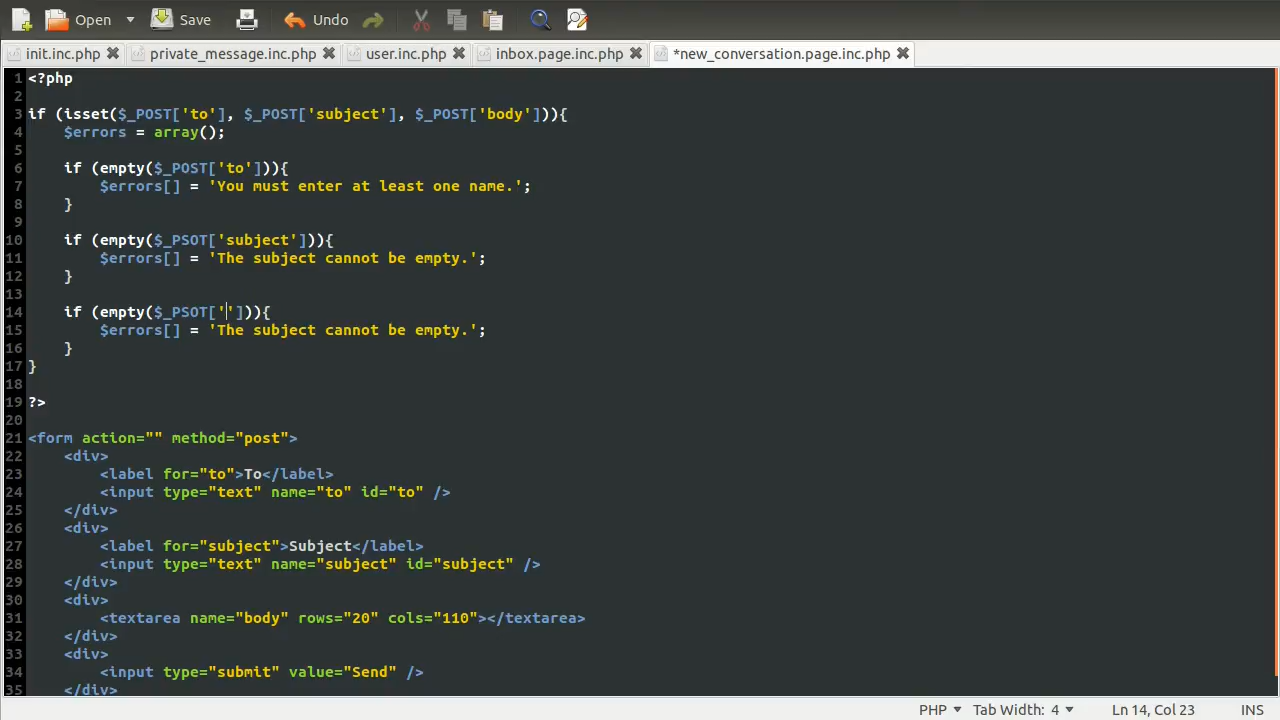 Open Save Undo
init.inc.php private_message.inc.php user.inc.php inbox.page.inc.php *new_conversation.page.inc.php
1 <?php
2
3 if (isset($_POST['to'], $_POST['subject'], $_POST['body'])){
4     $errors = array();
5
6     if (empty($_POST['to'])){
7         $errors[] = 'You must enter at least one name.';
8     }
9
10     if (empty($_PSOT['subject'])){
11         $errors[] = 'The subject cannot be empty.';
12     }
13
14     if (empty($_PSOT[''])){
15         $errors[] = 'The subject cannot be empty.';
16     }
17 }
18
19 ?>
20
21 <form action="" method="post">
22     <div>
23         <label for="to">To</label>
24         <input type="text" name="to" id="to" />
25     </div>
26     <div>
27         <label for="subject">Subject</label>
28         <input type="text" name="subject" id="subject" />
29     </div>
30     <div>
31         <textarea name="body" rows="20" cols="110"></textarea>
32     </div>
33     <div>
34         <input type="submit" value="Send" />
35     </div>
PHP Tab Width: 4 Ln 14, Col 23 INS